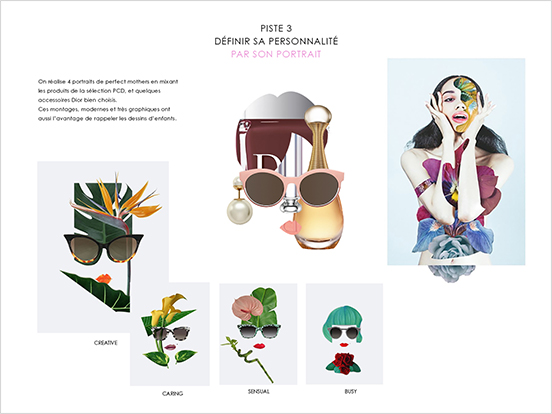 PISTE 3
DÉFINIR SA PERSONNALITÉ
PAR SON PORTRAIT
On réalise 4 portraits de perfect mothers en mixant
les produits de la sélection PCD, et quelques
accessoires Dior bien choisis.
Ces montages, modernes et très graphiques ont
aussi l'avantage de rappeler les dessins d'enfants.
D
CREATIVE
CARING
SENSUAL
BUSY